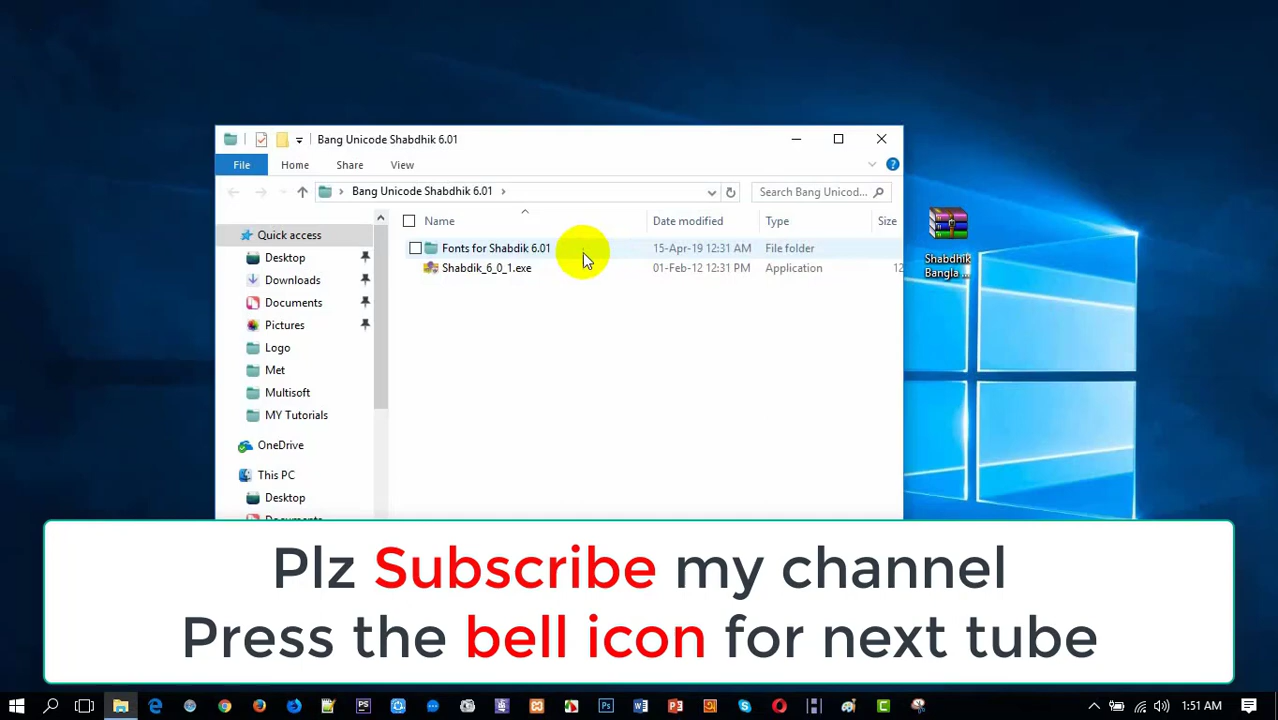 Bang Unicode Shabdhik 6.01
File Home Share View
Bang Unicode Shabdhik 6.01
Search Bang Unicod...
Name Date modified Type Size
Quick access
Fonts for Shabdik 6.01 15-Apr-19 12:31 AM File folder
Shabdik_6_0_1.exe 01-Feb-12 12:31 PM Application 12
Desktop
Downloads
Documents
Pictures
Logo
Met
Multisoft
MY Tutorials
OneDrive
This PC
Desktop
Documents
Shabdhik
Bangla ...
Plz Subscribe my channel
Press the bell icon for next tube
1:51 AM